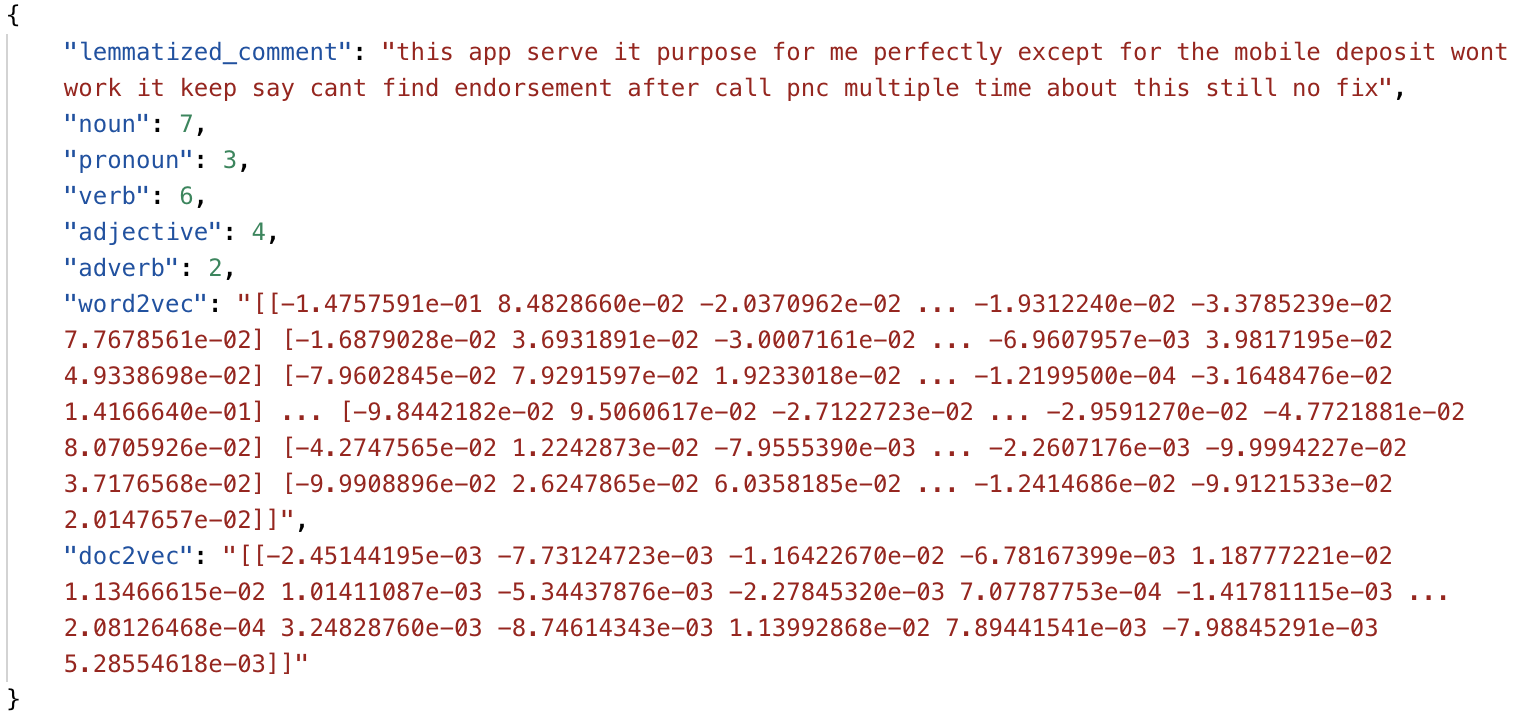 {
"lemmatized_comment": "this app serve it purpose for me perfectly except for the mobile deposit wont
work it keep say cant find endorsement after call pnc multiple time about this still no fix",
"noun": 7,
"pronoun": 3,
"verb": 6,
"adjective": 4,
"adverb": 2,
"word2vec": "[[-1.4757591e-01 8.4828660e-02 -2.0370962e-02 ... -1.9312240e-02 -3.3785239e-02
7.7678561e-02] [-1.6879028e-02 3.6931891e-02 -3.0007161e-02 ... -6.9607957e-03 3.9817195e-02
4.9338698e-02] [-7.9602845e-02 7.9291597e-02 1.9233018e-02 ... -1.2199500e-04 -3.1648476e-02
1.4166640e-01] ... [-9.8442182e-02 9.5060617e-02 -2.7122723e-02 ... -2.9591270e-02 -4.7721881e-02
8.0705926e-02] [-4.2747565e-02 1.2242873e-02 -7.9555390e-03 ... -2.2607176e-03 -9.9994227e-02
3.7176568e-02] [-9.9908896e-02 2.6247865e-02 6.0358185e-02 ... -1.2414686e-02 -9.9121533e-02
2.0147657e-02]]",
"doc2vec": "[[-2.45144195e-03 -7.73124723e-03 -1.16422670e-02 -6.78167399e-03 1.18777221e-02
1.13466615e-02 1.01411087e-03 -5.34437876e-03 -2.27845320e-03 7.07787753e-04 -1.41781115e-03 ...
2.08126468e-04 3.24828760e-03 -8.74614343e-03 1.13992868e-02 7.89441541e-03 -7.98845291e-03
5.28554618e-03]]"
}